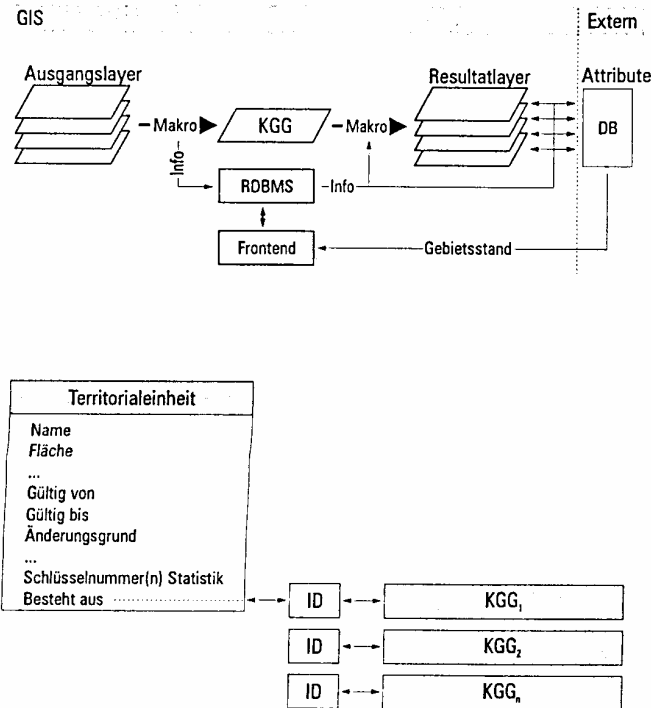 GIS
Extern
Ausgangslayer
Resultatlayer
Attribute
Makro
KGG
Makro
DB
Info
RDBMS
Info
Frontend
Gebietsstand
Territorialeinheit
Name
Fläche
...
Gültig von
Gültig bis
Änderungsgrund
...
Schlüsselnummer(n) Statistik
Besteht aus
ID
KGG₁
ID
KGG₂
ID
KGGₙ